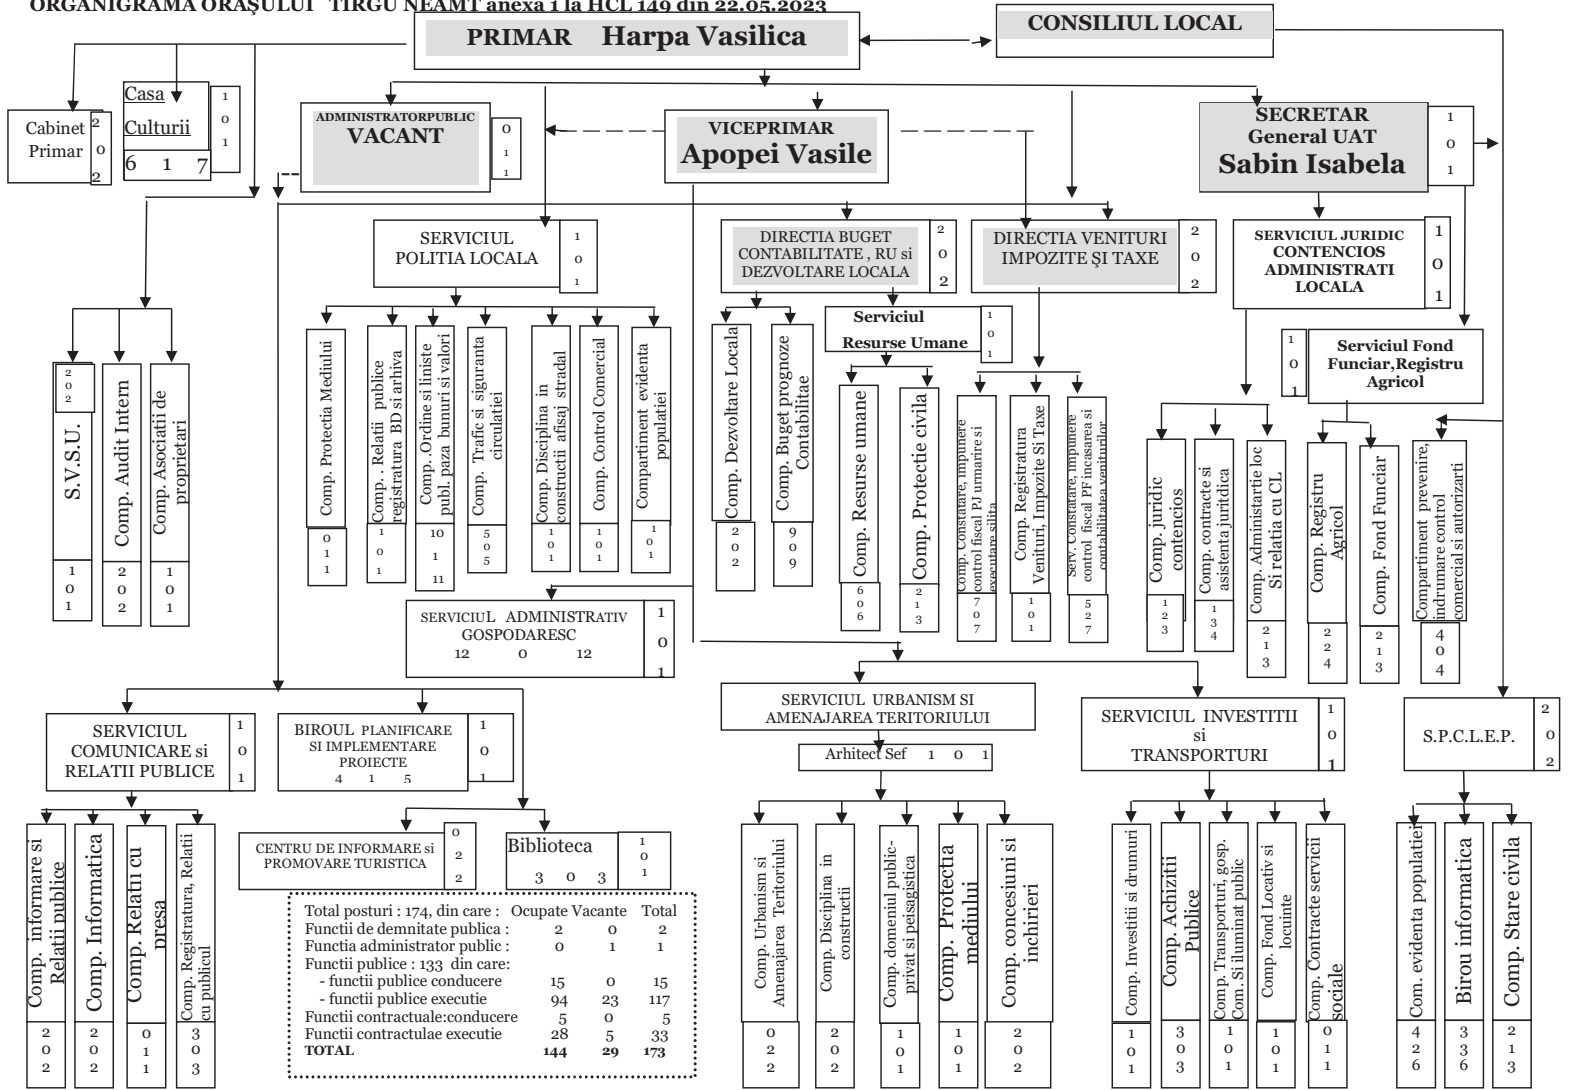 ORGANIGRAMA ORAŞULUI TIRGU NEAMT anexa 1 la HCL 149 din 22.05.2023
PRIMAR Harpa Vasilica
CONSILIUL LOCAL
Cabinet
Primar
2
0
2
Casa
Culturii
6 1 7
1
0
1
ADMINISTRATORPUBLIC
VACANT
0
1
1
VICEPRIMAR
Apopei Vasile
SECRETAR
General UAT
Sabin Isabela
1
0
1
SERVICIUL
POLITIA LOCALA
1
0
1
DIRECTIA BUGET
CONTABILITATE , RU si
DEZVOLTARE LOCALA
2
0
2
DIRECTIA VENITURI
IMPOZITE ŞI TAXE
2
0
2
SERVICIUL JURIDIC
CONTENCIOS
ADMINISTRATI
LOCALA
1
0
1
Serviciul
Resurse Umane
1
0
1
Serviciul Fond
Funciar,Registru
Agricol
1
0
1
S.V.S.U.
2
0
2
1
0
1
Comp. Audit Intern
2
0
2
Comp. Asociatii de
proprietari
1
0
1
Comp. Protectia Mediului
0
1
1
Comp. . Relatii publice
registratura BD si arhiva
1
0
1
Comp. .Ordine si liniste
publ. paza bunuri si valori
10
1
11
Comp. Trafic si siguranta
circulatiei
5
0
5
Comp. Disciplina in
constructii afisaj stradal
1
0
1
Comp. Control Comercial
1
0
1
Compartiment evidenta
populatiei
1
0
1
Comp. Dezvoltare Locala
2
0
2
Comp. Buget prognoze
Contabilitae
9
0
9
Comp. Resurse umane
6
0
6
Comp. Protectie civila
2
1
3
Comp. Constatare, impunere
control fiscal PJ urmarire si
executare silita
7
0
7
Comp. Registratura
Venituri, Impozite Si Taxe
1
0
1
Serv. Constatare, impunere
control fiscal PF incasarea si
contabilitatea veniturilor
5
2
7
Comp. juridic
contencios
1
2
3
Comp. contracte si
asistenta juritdica
1
3
4
Comp. Administartie loc
Si relatia cu CL
2
1
3
Comp. Registru
Agricol
2
2
4
Comp. Fond Funciar
2
1
3
Compartiment prevenire,
indrumare control
comercial si autorizarti
4
0
4
SERVICIUL ADMINISTRATIV
GOSPODARESC
12 0 12
1
0
1
SERVICIUL
COMUNICARE si
RELATII PUBLICE
1
0
1
BIROUL PLANIFICARE
SI IMPLEMENTARE
PROIECTE
4 1 5
1
0
1
SERVICIUL URBANISM SI
AMENAJAREA TERITORIULUI
Arhitect Sef 1 0 1
SERVICIUL INVESTITII
si
TRANSPORTURI
1
0
1
S.P.C.L.E.P.
2
0
2
CENTRU DE INFORMARE si
PROMOVARE TURISTICA
0
2
2
Biblioteca
3 0 3
1
0
1
Comp. informare si
Relatii publice
2
0
2
Comp. Informatica
2
0
2
Comp. Relatu cu
presa
0
1
1
Comp. Registratura, Relatii
cu publicul
3
0
3
Total posturi : 174, din care : Ocupate Vacante Total
Functii de demnitate publica : 2 0 2
Functia administrator public : 0 1 1
Functii publice : 133 din care:
- functii publice conducere 15 0 15
- functii publice executie 94 23 117
Functii contractuale:conducere 5 0 5
Functii contractulae executie 28 5 33
TOTAL 144 29 173
Comp. Urbanism si
Amenajarea Teritoriului
0
2
2
Comp. Disciplina in
constructii
2
0
2
Comp. domeniul public-
privat si peisagistica
1
0
1
Comp. Protectia
mediului
1
0
1
Comp. concesiuni si
inchirieri
2
0
2
Comp. Investitii si drumuri
1
0
1
Comp. Achizitii
Publice
3
0
3
Comp. Transporturi, gosp.
Com. Si iluminat public
1
0
1
Comp. Fond Locativ si
locuinte
1
0
1
Comp. Contracte servicii
sociale
0
1
1
Com. evidenta populatiei
4
2
6
Birou informatica
3
3
6
Comp. Stare civila
2
1
3